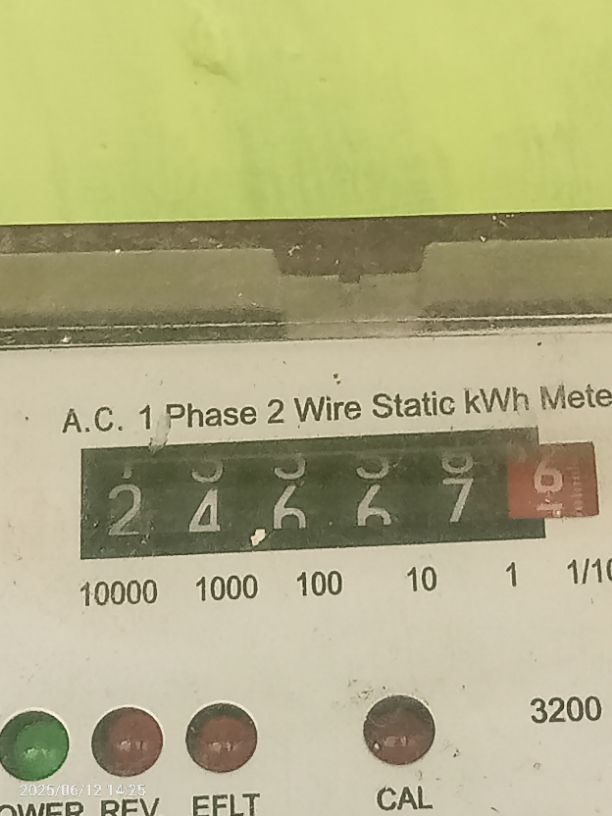 A.C. 1 Phase 2 Wire Static kWh Mete
2 4 6 6 7 6
10000 1000 100 10 1 1/10
3200
2025/06/12 14:25
OWER REV EFLT CAL